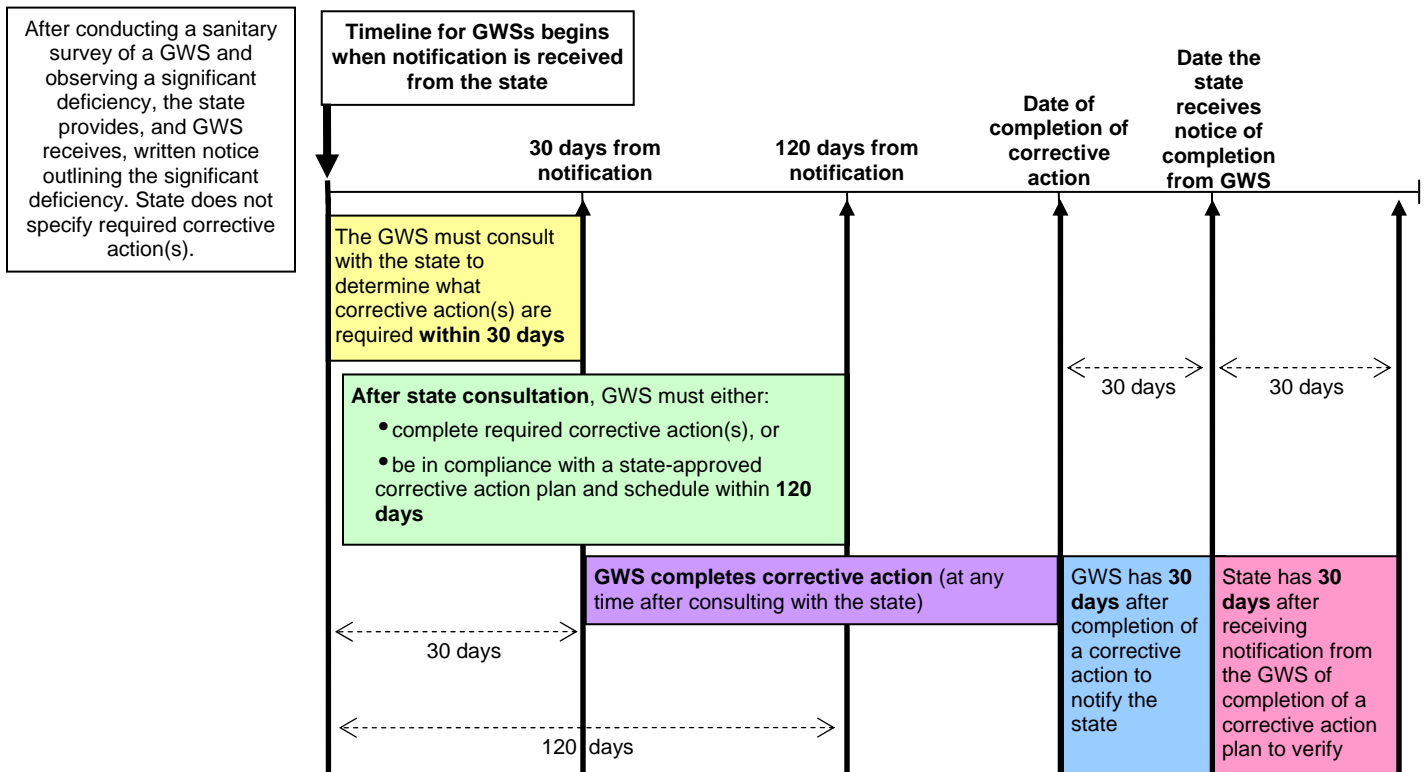 After conducting a sanitary
survey of a GWS and
observing a significant
deficiency, the state
provides, and GWS
receives, written notice
outlining the significant
deficiency. State does not
specify required corrective
action(s).
Timeline for GWSs begins
when notification is received
from the state
30 days from
notification
120 days from
notification
Date of
completion of
corrective
action
Date the
state
receives
notice of
completion
from GWS
The GWS must consult
with the state to
determine what
corrective action(s) are
required within 30 days
After state consultation, GWS must either:
• complete required corrective action(s), or
• be in compliance with a state-approved
corrective action plan and schedule within 120
days
30 days
30 days
GWS completes corrective action (at any
time after consulting with the state)
30 days
120 days
GWS has 30
days after
completion of
a corrective
action to
notify the
state
State has 30
days after
receiving
notification from
the GWS of
completion of a
corrective action
plan to verify